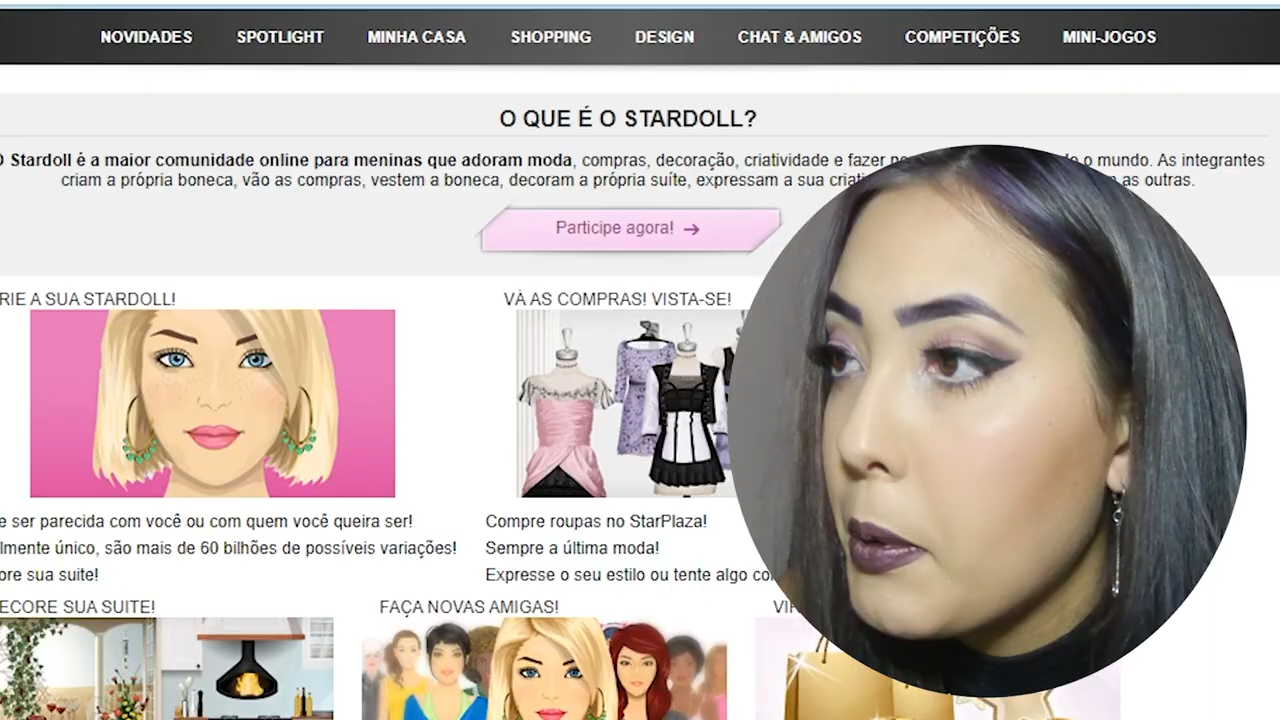 NOVIDADES SPOTLIGHT MINHA CASA SHOPPING DESIGN CHAT & AMIGOS COMPETIÇÕES MINI-JOGOS
O QUE É O STARDOLL?
O Stardoll é a maior comunidade online para meninas que adoram moda, compras, decoração, criatividade e fazer o mundo. As integrantes
criam a própria boneca, vão as compras, vestem a boneca, decoram a própria suíte, expressam a sua as outras.
Participe agora! →
RIE A SUA STARDOLL!
VÁ AS COMPRAS! VISTA-SE!
e ser parecida com você ou com quem você queira ser!
lmente único, são mais de 60 bilhões de possíveis variações!
ore sua suite!
Compre roupas no StarPlaza!
Sempre a última moda!
Expresse o seu estilo ou tente algo
ECORE SUA SUITE!
FAÇA NOVAS AMIGAS!